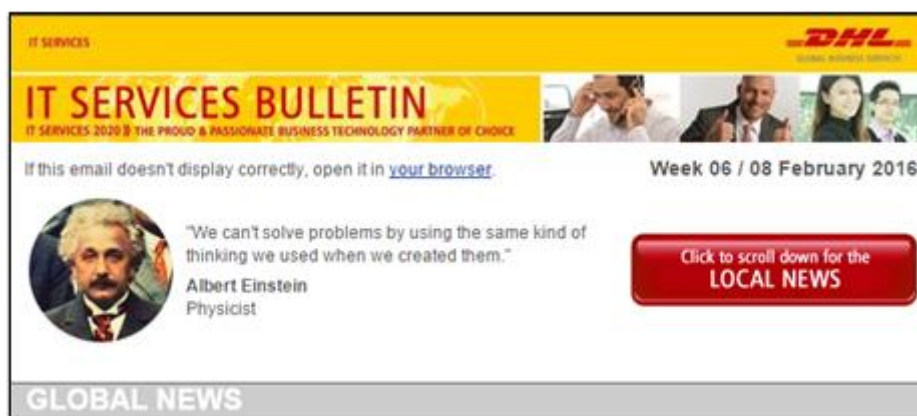 IT SERVICES
DHL
GLOBAL BUSINESS SERVICES
IT SERVICES BULLETIN
IT SERVICES 2020 THE PROUD & PASSIONATE BUSINESS TECHNOLOGY PARTNER OF CHOICE
If this email doesn't display correctly, open it in your browser.
Week 06 / 08 February 2016
"We can't solve problems by using the same kind of
thinking we used when we created them."
Albert Einstein
Physicist
Click to scroll down for the
LOCAL NEWS
GLOBAL NEWS